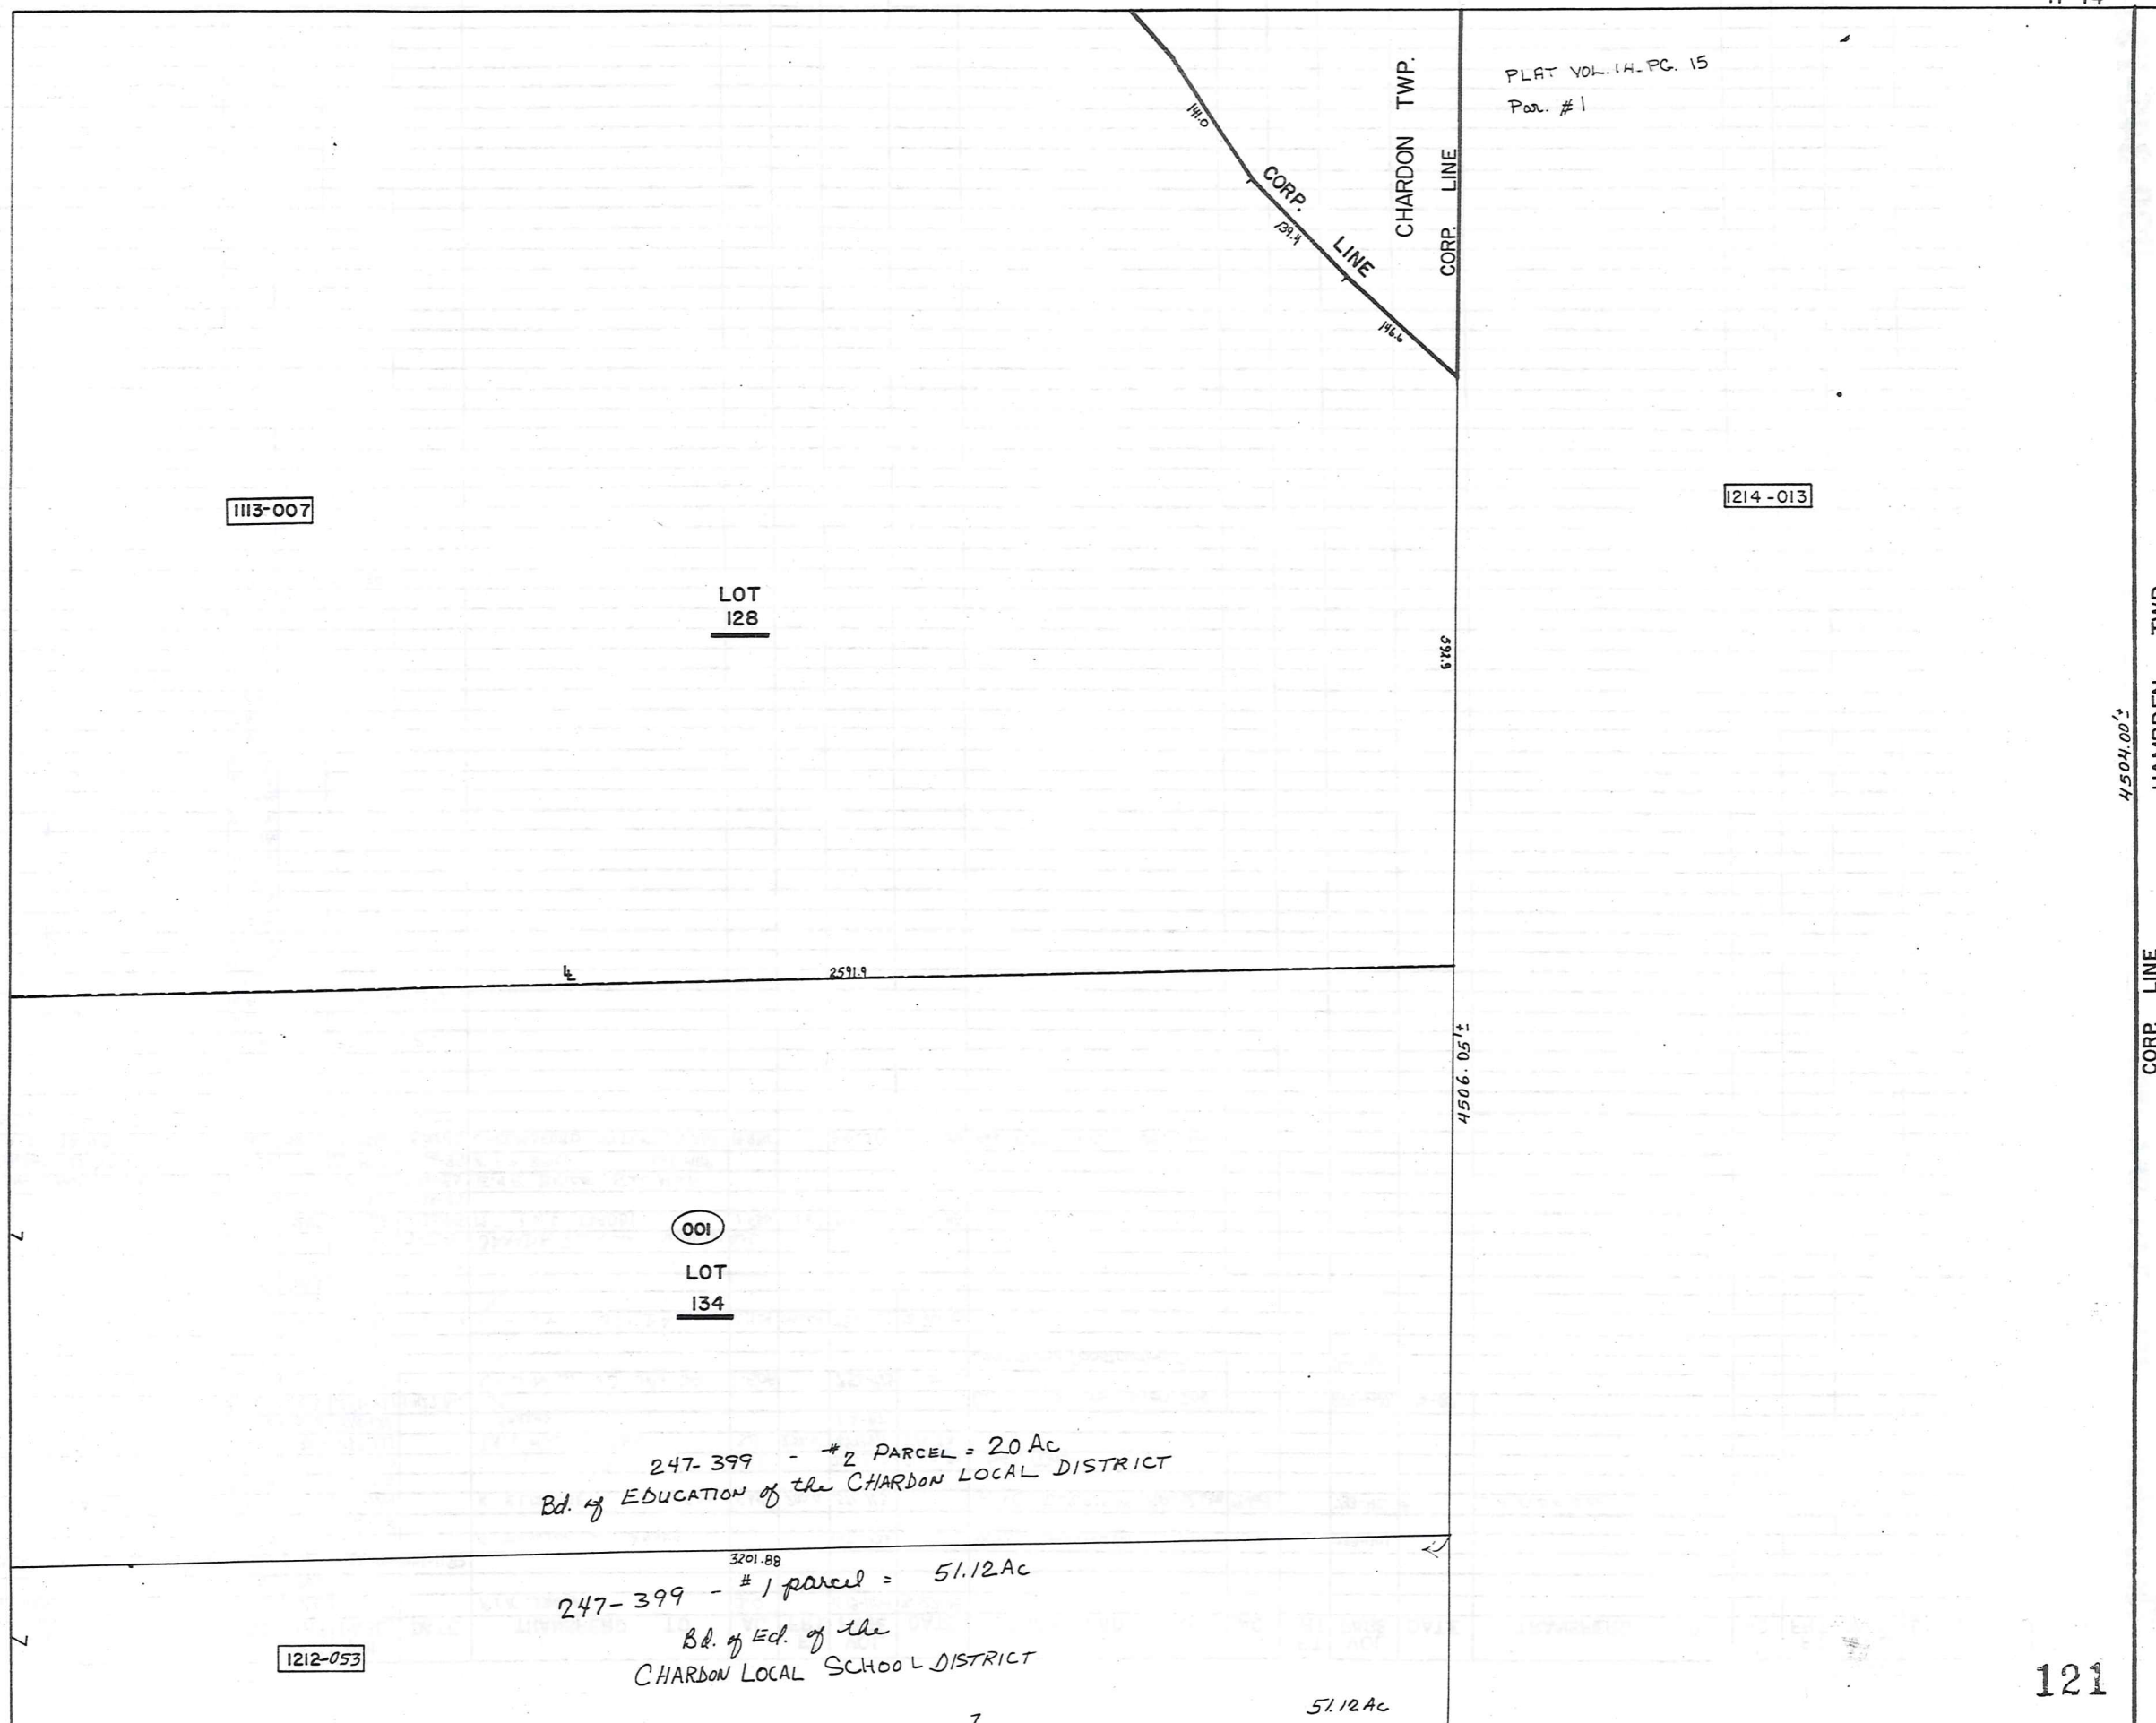 PLAT VOL. 14-PG. 15
Par. #1
CHARDON TWP.
CORP. LINE
141.0
CORP. LINE
139.4
146.6
1113-007
1214-013
LOT
128
592.9
4504.00'±
HAMBDEN TWP.
CORP. LINE
2591.9
4506.05'±
001
LOT
134
247-399 - #2 PARCEL = 20 Ac
Bd. of EDUCATION of the CHARDON LOCAL DISTRICT
3201.88
247-399 - #1 parcel = 51.12 Ac
Bd. of Ed. of the
CHARDON LOCAL SCHOOL DISTRICT
1212-053
51.12 Ac
121